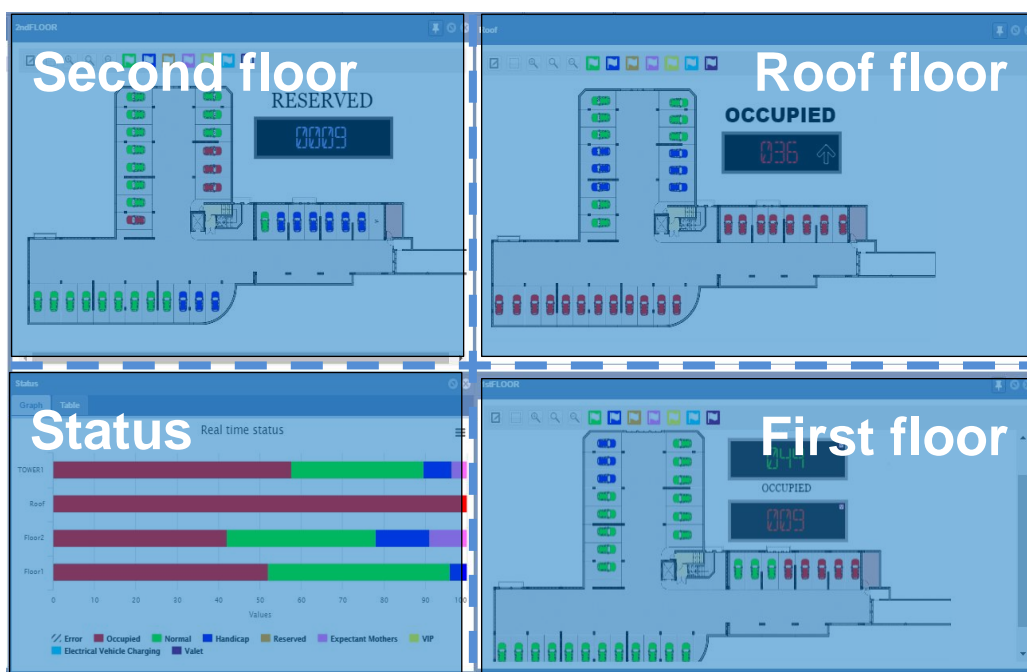 2ndFLOOR
Second floor
RESERVED
0009
Roof
Roof floor
OCCUPIED
036
Status
Graph Table
Status
Real time status
TOWER1
Roof
Floor2
Floor1
0 10 20 30 40 50 60 70 80 90 100
Values
Error Occupied Normal Handicap Reserved Expectant Mothers VIP
Electrical Vehicle Charging Valet
1stFLOOR
First floor
044
OCCUPIED
009